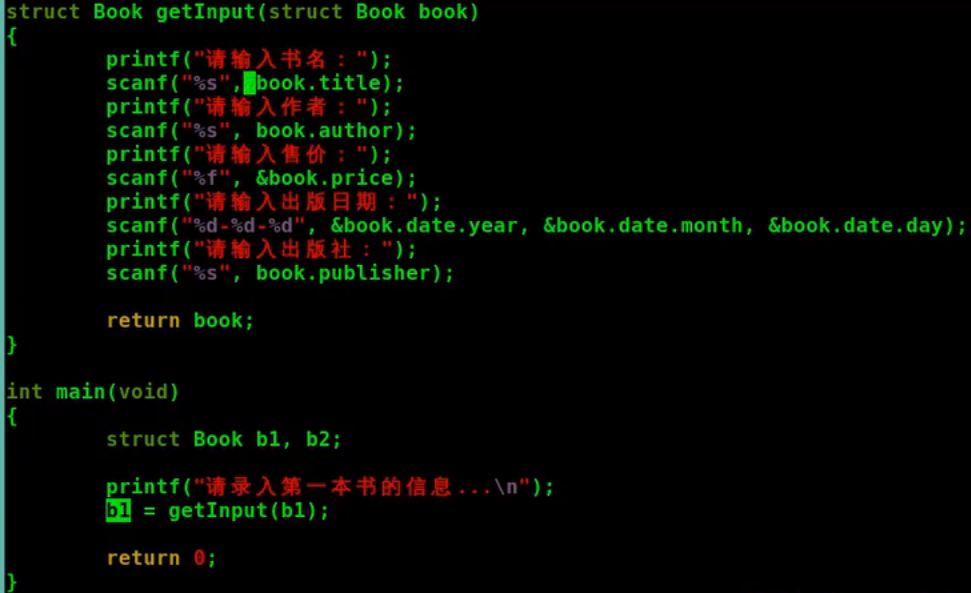 struct Book getInput(struct Book book)
{
printf("请输入书名：");
scanf("%s", book.title);
printf("请输入作者：");
scanf("%s", book.author);
printf("请输入售价：");
scanf("%f", &book.price);
printf("请输入出版日期：");
scanf("%d-%d-%d", &book.date.year, &book.date.month, &book.date.day);
printf("请输入出版社：");
scanf("%s", book.publisher);
return book;
}
int main(void)
{
struct Book b1, b2;
printf("请录入第一本书的信息...\n");
b1 = getInput(b1);
return 0;
}